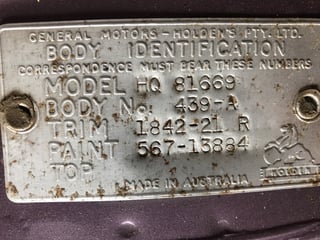 GENERAL MOTORS - HOLDEN'S PTY. LTD.
BODY IDENTIFICATION
CORRESPONDENCE MUST BEAR THESE NUMBERS
MODEL HQ 81669
BODY No: 439-A
TRIM 1842-21 R
PAINT 567-13884
TOP
HOLDEN
MADE IN AUSTRALIA